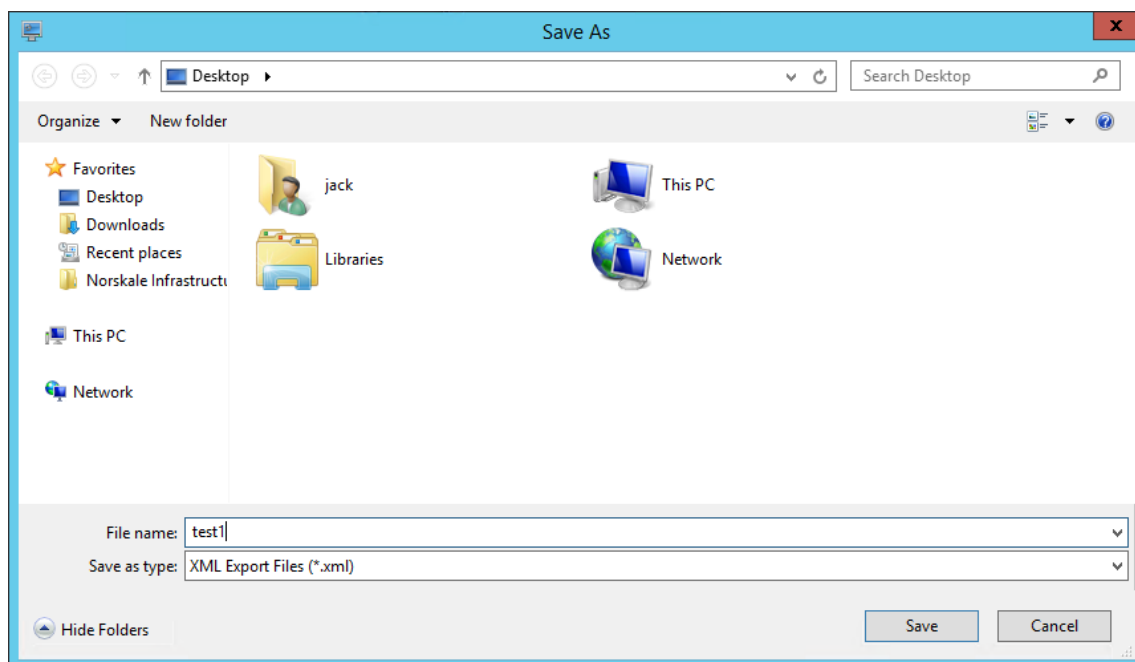 Save As
Desktop
Search Desktop
Organize
New folder
Favorites
Desktop
Downloads
Recent places
Norskale Infrastructu
This PC
Network
jack
This PC
Libraries
Network
File name: test1
Save as type: XML Export Files (*.xml)
Hide Folders
Save
Cancel